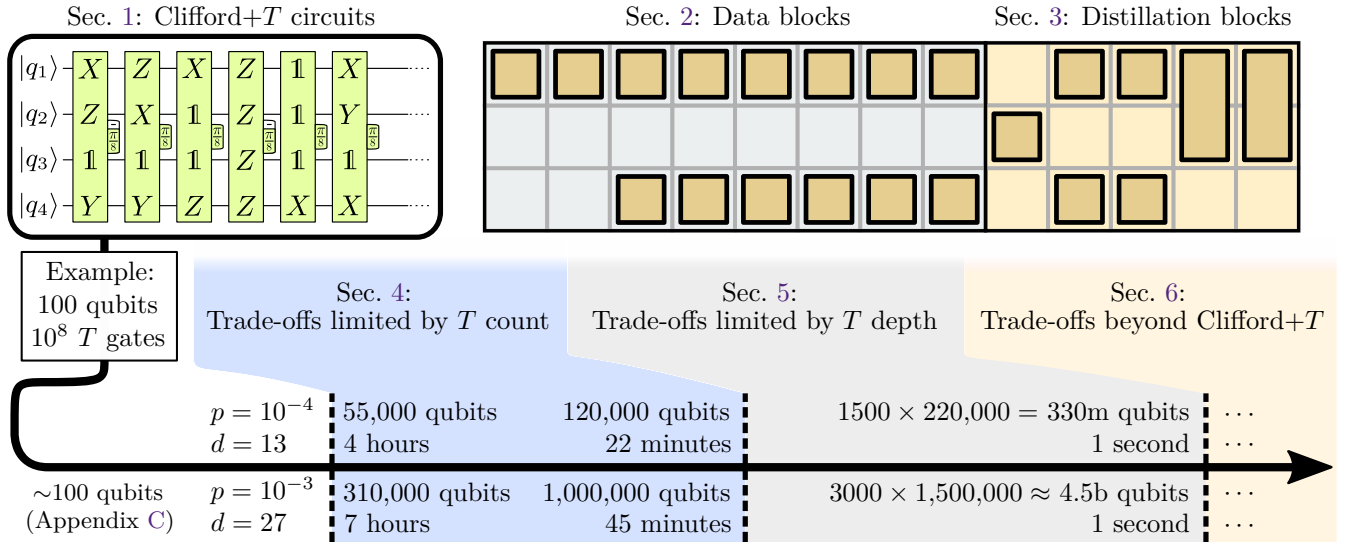 Sec. 1: Clifford+T circuits
Sec. 2: Data blocks
Sec. 3: Distillation blocks
|q₁⟩ X Z X Z 𝟙 X ....
|q₂⟩ Z X 𝟙 Z 𝟙 Y ....
-π/8 π/8 π/8 -π/8 π/8 π/8
|q₃⟩ 𝟙 𝟙 𝟙 Z 𝟙 𝟙 ....
|q₄⟩ Y Y Z Z X X ....
Example:
100 qubits
10⁸ T gates
Sec. 4:
Trade-offs limited by T count
Sec. 5:
Trade-offs limited by T depth
Sec. 6:
Trade-offs beyond Clifford+T
p = 10⁻⁴ 55,000 qubits 120,000 qubits 1500 × 220,000 = 330m qubits ···
d = 13 4 hours 22 minutes 1 second ···
~100 qubits
(Appendix C)
p = 10⁻³ 310,000 qubits 1,000,000 qubits 3000 × 1,500,000 ≈ 4.5b qubits ···
d = 27 7 hours 45 minutes 1 second ···